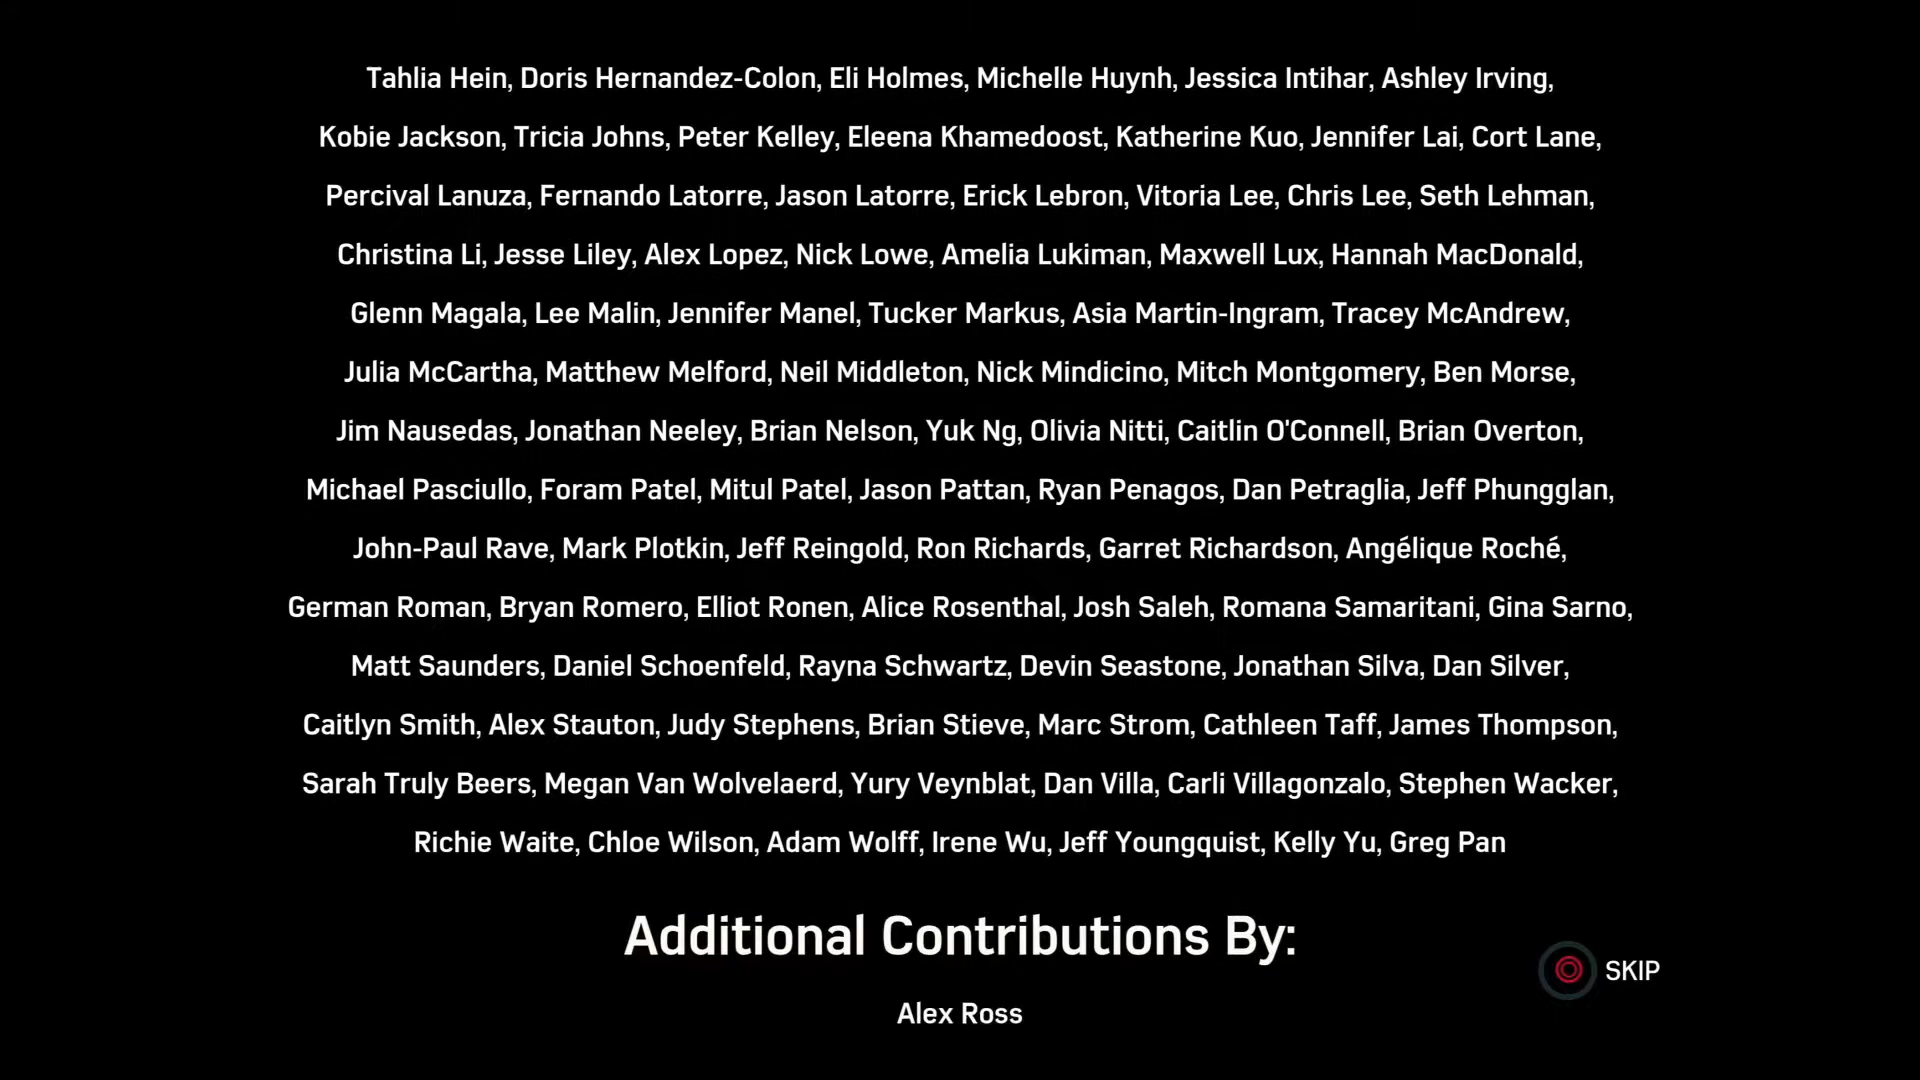 Tahlia Hein, Doris Hernandez-Colon, Eli Holmes, Michelle Huynh, Jessica Intihar, Ashley Irving,
Kobie Jackson, Tricia Johns, Peter Kelley, Eleena Khamedoost, Katherine Kuo, Jennifer Lai, Cort Lane,
Percival Lanuza, Fernando Latorre, Jason Latorre, Erick Lebron, Vitoria Lee, Chris Lee, Seth Lehman,
Christina Li, Jesse Liley, Alex Lopez, Nick Lowe, Amelia Lukiman, Maxwell Lux, Hannah MacDonald,
Glenn Magala, Lee Malin, Jennifer Manel, Tucker Markus, Asia Martin-Ingram, Tracey McAndrew,
Julia McCartha, Matthew Melford, Neil Middleton, Nick Mindicino, Mitch Montgomery, Ben Morse,
Jim Nausedas, Jonathan Neeley, Brian Nelson, Yuk Ng, Olivia Nitti, Caitlin O'Connell, Brian Overton,
Michael Pasciullo, Foram Patel, Mitul Patel, Jason Pattan, Ryan Penagos, Dan Petraglia, Jeff Phungglan,
John-Paul Rave, Mark Plotkin, Jeff Reingold, Ron Richards, Garret Richardson, Angélique Roché,
German Roman, Bryan Romero, Elliot Ronen, Alice Rosenthal, Josh Saleh, Romana Samaritani, Gina Sarno,
Matt Saunders, Daniel Schoenfeld, Rayna Schwartz, Devin Seastone, Jonathan Silva, Dan Silver,
Caitlyn Smith, Alex Stauton, Judy Stephens, Brian Stieve, Marc Strom, Cathleen Taff, James Thompson,
Sarah Truly Beers, Megan Van Wolvelaerd, Yury Veynblat, Dan Villa, Carli Villagonzalo, Stephen Wacker,
Richie Waite, Chloe Wilson, Adam Wolff, Irene Wu, Jeff Youngquist, Kelly Yu, Greg Pan
Additional Contributions By:
SKIP
Alex Ross